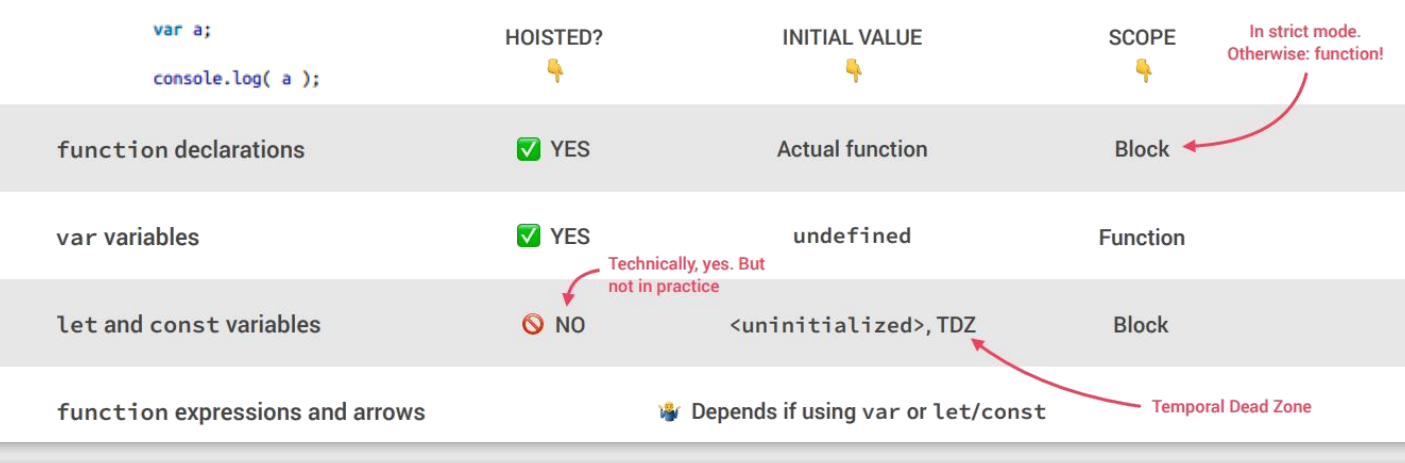 var a;
console.log( a );
HOISTED?
INITIAL VALUE
SCOPE
In strict mode.
Otherwise: function!
function declarations
YES
Actual function
Block
var variables
YES
undefined
Function
Technically, yes. But
not in practice
let and const variables
NO
<uninitialized>, TDZ
Block
function expressions and arrows
Depends if using var or let/const
Temporal Dead Zone